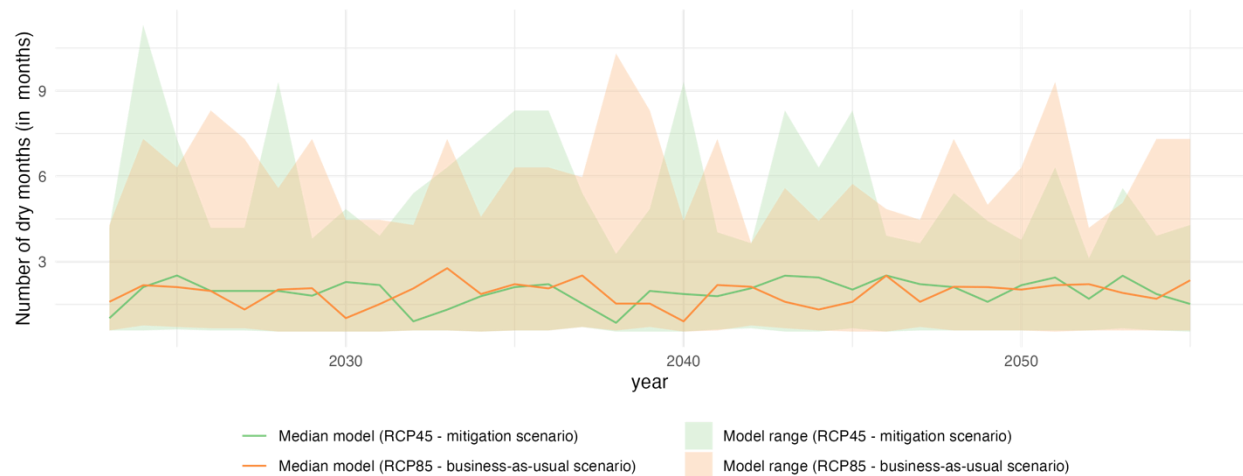 Number of dry months (in months)
9
6
3
2030
2040
2050
year
Median model (RCP45 - mitigation scenario)
Model range (RCP45 - mitigation scenario)
Median model (RCP85 - business-as-usual scenario)
Model range (RCP85 - business-as-usual scenario)